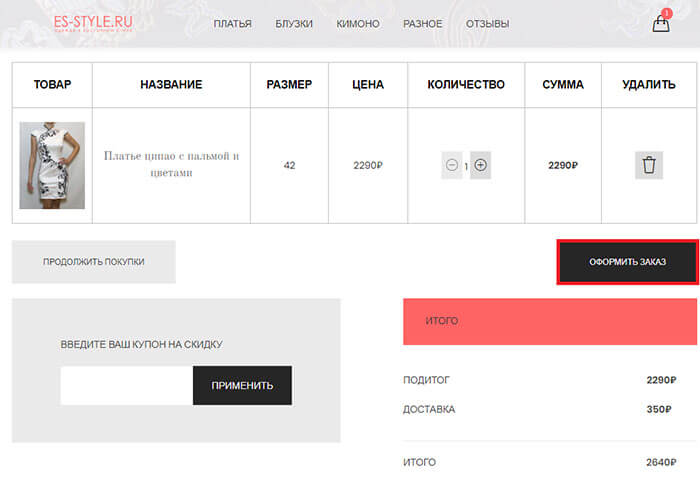 ES-STYLE.RU
ПЛАТЬЯ БЛУЗКИ КИМОНО РАЗНОЕ ОТЗЫВЫ
1
ТОВАР НАЗВАНИЕ РАЗМЕР ЦЕНА КОЛИЧЕСТВО СУММА УДАЛИТЬ
Платье ципао с пальмой и
цветами
42 2290₽ 1 2290₽
ПРОДОЛЖИТЬ ПОКУПКИ
ОФОРМИТЬ ЗАКАЗ
ВВЕДИТЕ ВАШ КУПОН НА СКИДКУ
ПРИМЕНИТЬ
ИТОГО
ПОДИТОГ 2290₽
ДОСТАВКА 350₽
ИТОГО 2640₽